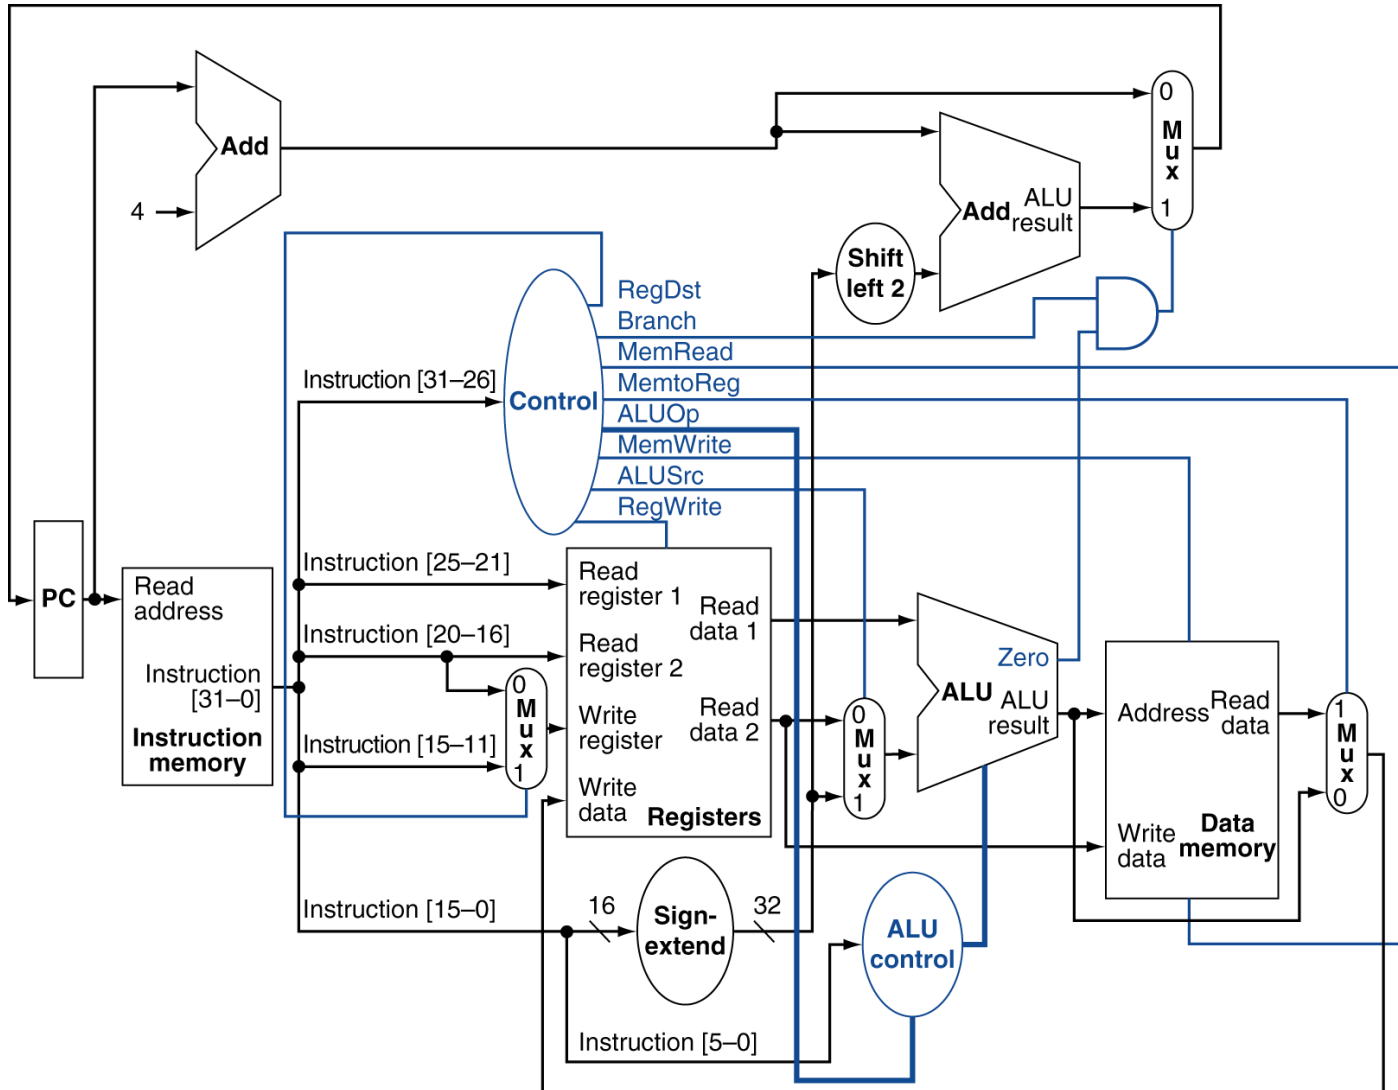 0
M
u
x
1
Add
4
Add
ALU
result
Shift
left 2
RegDst
Branch
MemRead
MemtoReg
ALUOp
MemWrite
ALUSrc
RegWrite
Control
Instruction [31–26]
Instruction [25–21]
Instruction [20–16]
Instruction [15–11]
Instruction [15–0]
Instruction [5–0]
PC
Read
address
Instruction
[31–0]
Instruction
memory
0
M
u
x
1
Read
register 1
Read
register 2
Write
register
Write
data
Read
data 1
Read
data 2
Registers
0
M
u
x
1
Zero
ALU
ALU
result
Address
Read
data
Write
data
Data
memory
1
M
u
x
0
16
Sign-
extend
32
ALU
control